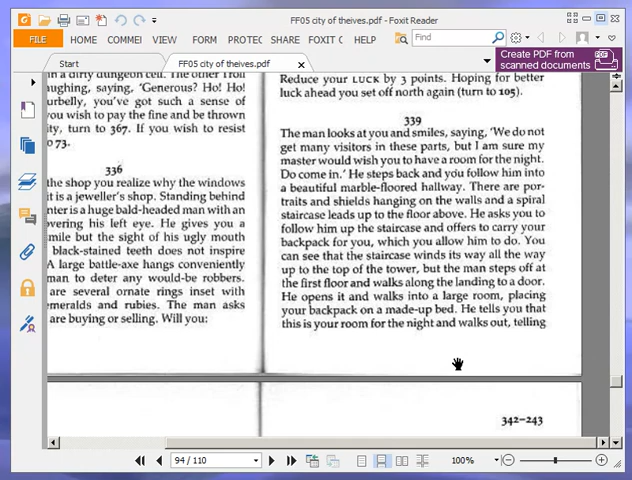 FF05 city of theives.pdf - Foxit Reader
FILE HOME COMMEI VIEW FORM PROTEC SHARE FOXIT C HELP Find
Start FF05 city of theives.pdf
Create PDF from
scanned documents
in a dirty dungeon cell. The other Troll
aughing, saying, 'Generous? Ho! Ho!
urbelly, you've got such a sense of
you wish to pay the fine and be thrown
ity, turn to 367. If you wish to resist
o 73.
336
the shop you realize why the windows
it is a jeweller's shop. Standing behind
nter is a huge bald-headed man with an
overing his left eye. He gives you a
mile but the sight of his ugly mouth
black-stained teeth does not inspire
A large battle-axe hangs conveniently
man to deter any would-be robbers.
are several ornate rings inset with
emeralds and rubies. The man asks
are buying or selling. Will you:
Reduce your LUCK by 3 points. Hoping for better
luck ahead you set off north again (turn to 105).
339
The man looks at you and smiles, saying, 'We do not
get many visitors in these parts, but I am sure my
master would wish you to have a room for the night.
Do come in.' He steps back and you follow him into
a beautiful marble-floored hallway. There are por-
traits and shields hanging on the walls and a spiral
staircase leads up to the floor above. He asks you to
follow him up the staircase and offers to carry your
backpack for you, which you allow him to do. You
can see that the staircase winds its way all the way
up to the top of the tower, but the man steps off at
the first floor and walks along the landing to a door.
He opens it and walks into a large room, placing
your backpack on a made-up bed. He tells you that
this is your room for the night and walks out, telling
342–243
94 / 110
100%